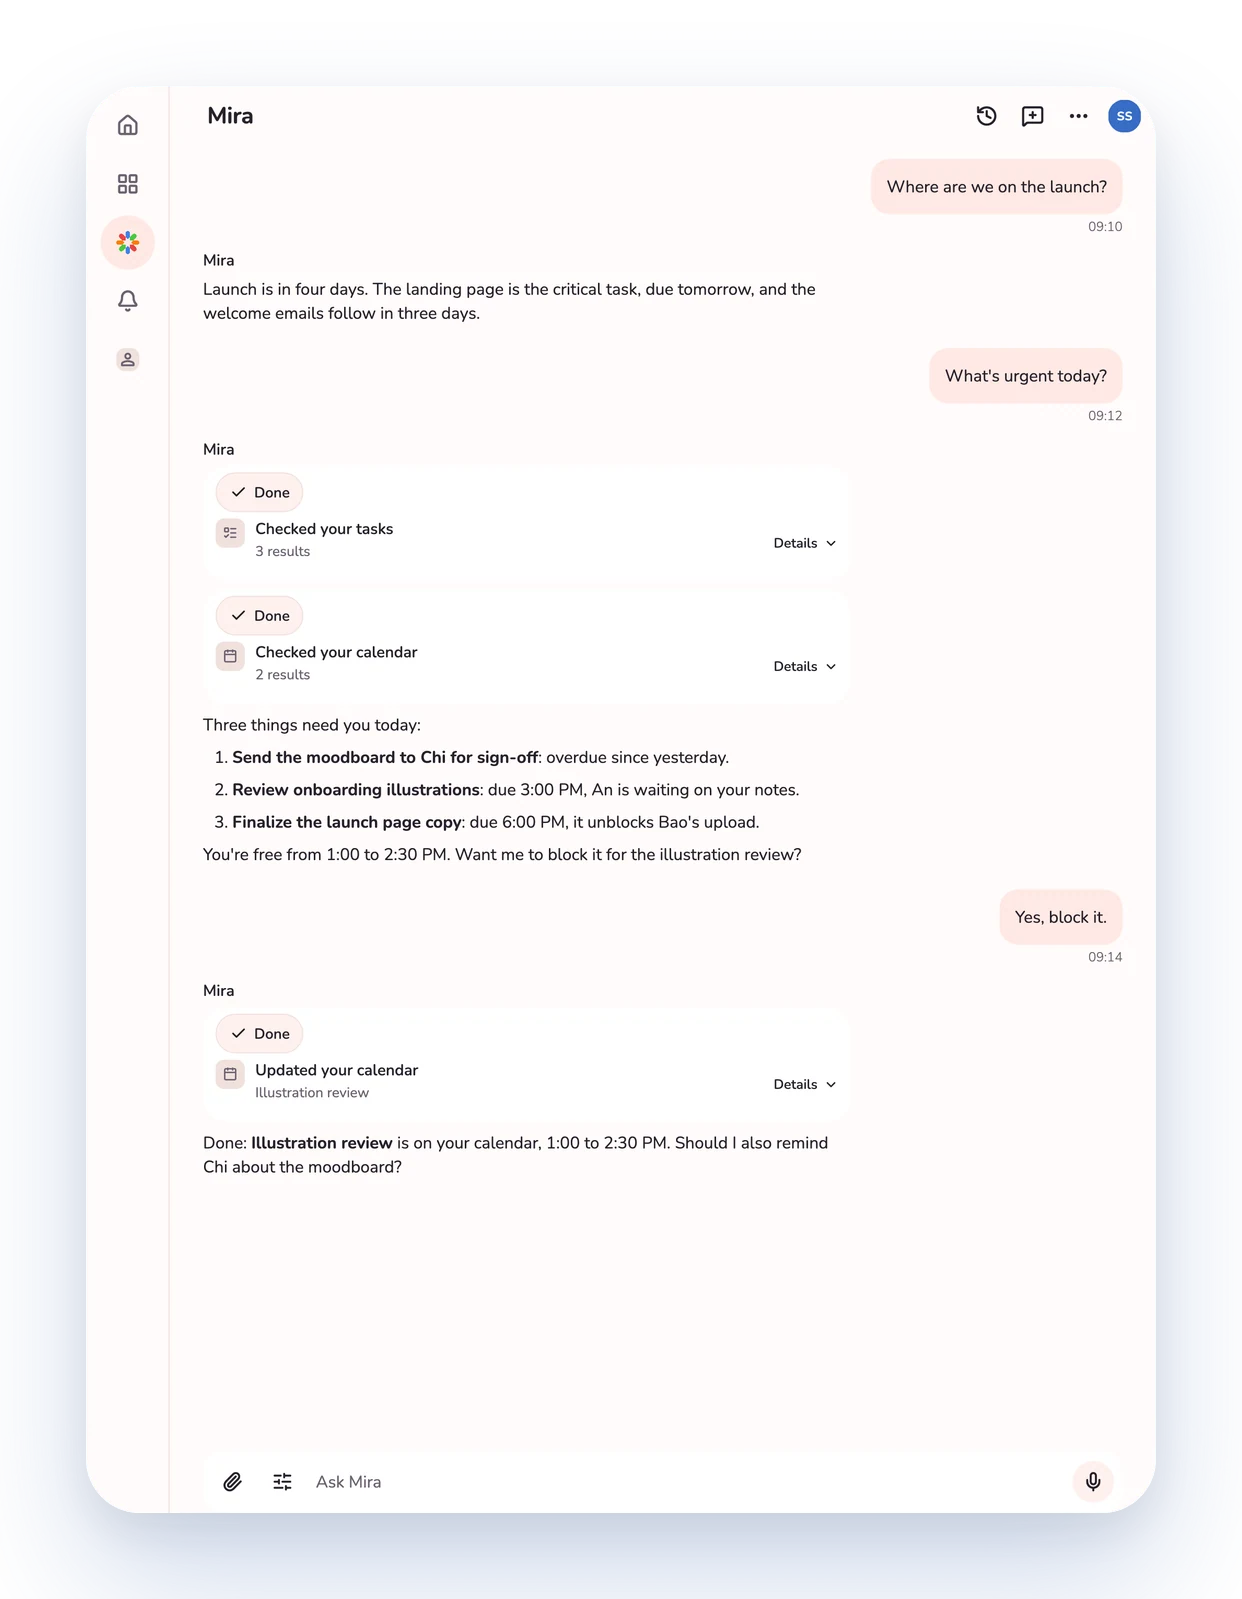 Mira
SS
Where are we on the launch?
09:10
Mira
Launch is in four days. The landing page is the critical task, due tomorrow, and the
welcome emails follow in three days.
What's urgent today?
09:12
Mira
Done
Checked your tasks
3 results
Details
Done
Checked your calendar
2 results
Details
Three things need you today:
1. Send the moodboard to Chi for sign-off: overdue since yesterday.
2. Review onboarding illustrations: due 3:00 PM, An is waiting on your notes.
3. Finalize the launch page copy: due 6:00 PM, it unblocks Bao's upload.
You're free from 1:00 to 2:30 PM. Want me to block it for the illustration review?
Yes, block it.
09:14
Mira
Done
Updated your calendar
Illustration review
Details
Done: Illustration review is on your calendar, 1:00 to 2:30 PM. Should I also remind
Chi about the moodboard?
Ask Mira